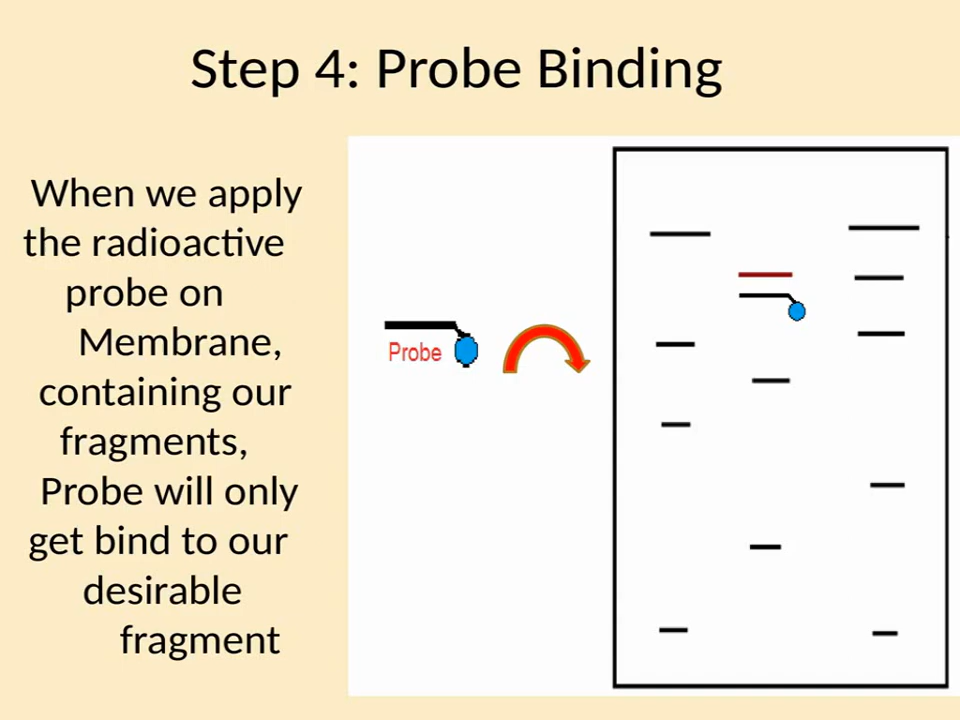 Step 4: Probe Binding
When we apply
the radioactive
probe on
Membrane,
containing our
fragments,
Probe will only
get bind to our
desirable
fragment
Probe